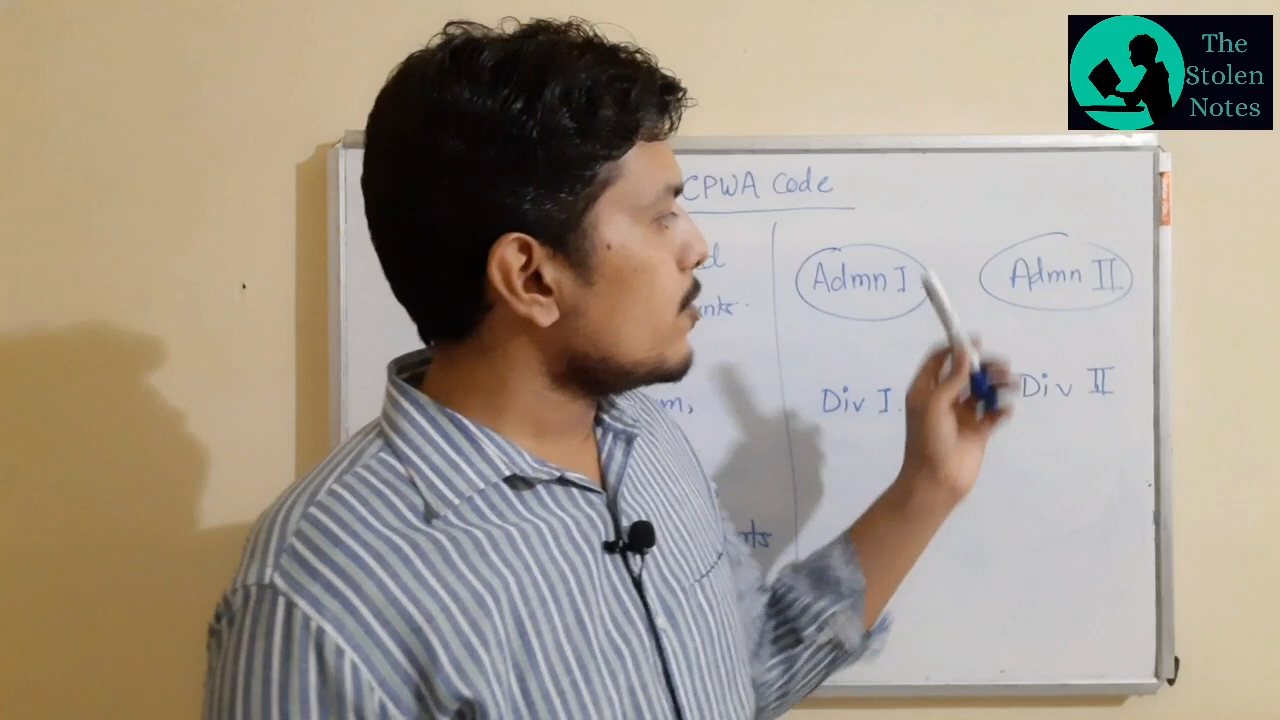 The
Stolen
Notes
CPWA Code
Admn I
Admn II
Div I.
Div II